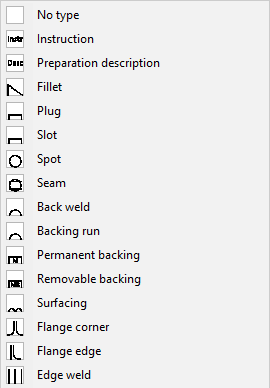 No type
Instr Instruction
Desc Preparation description
Fillet
Plug
Slot
Spot
Seam
Back weld
Backing run
M Permanent backing
MR Removable backing
Surfacing
Flange corner
Flange edge
Edge weld